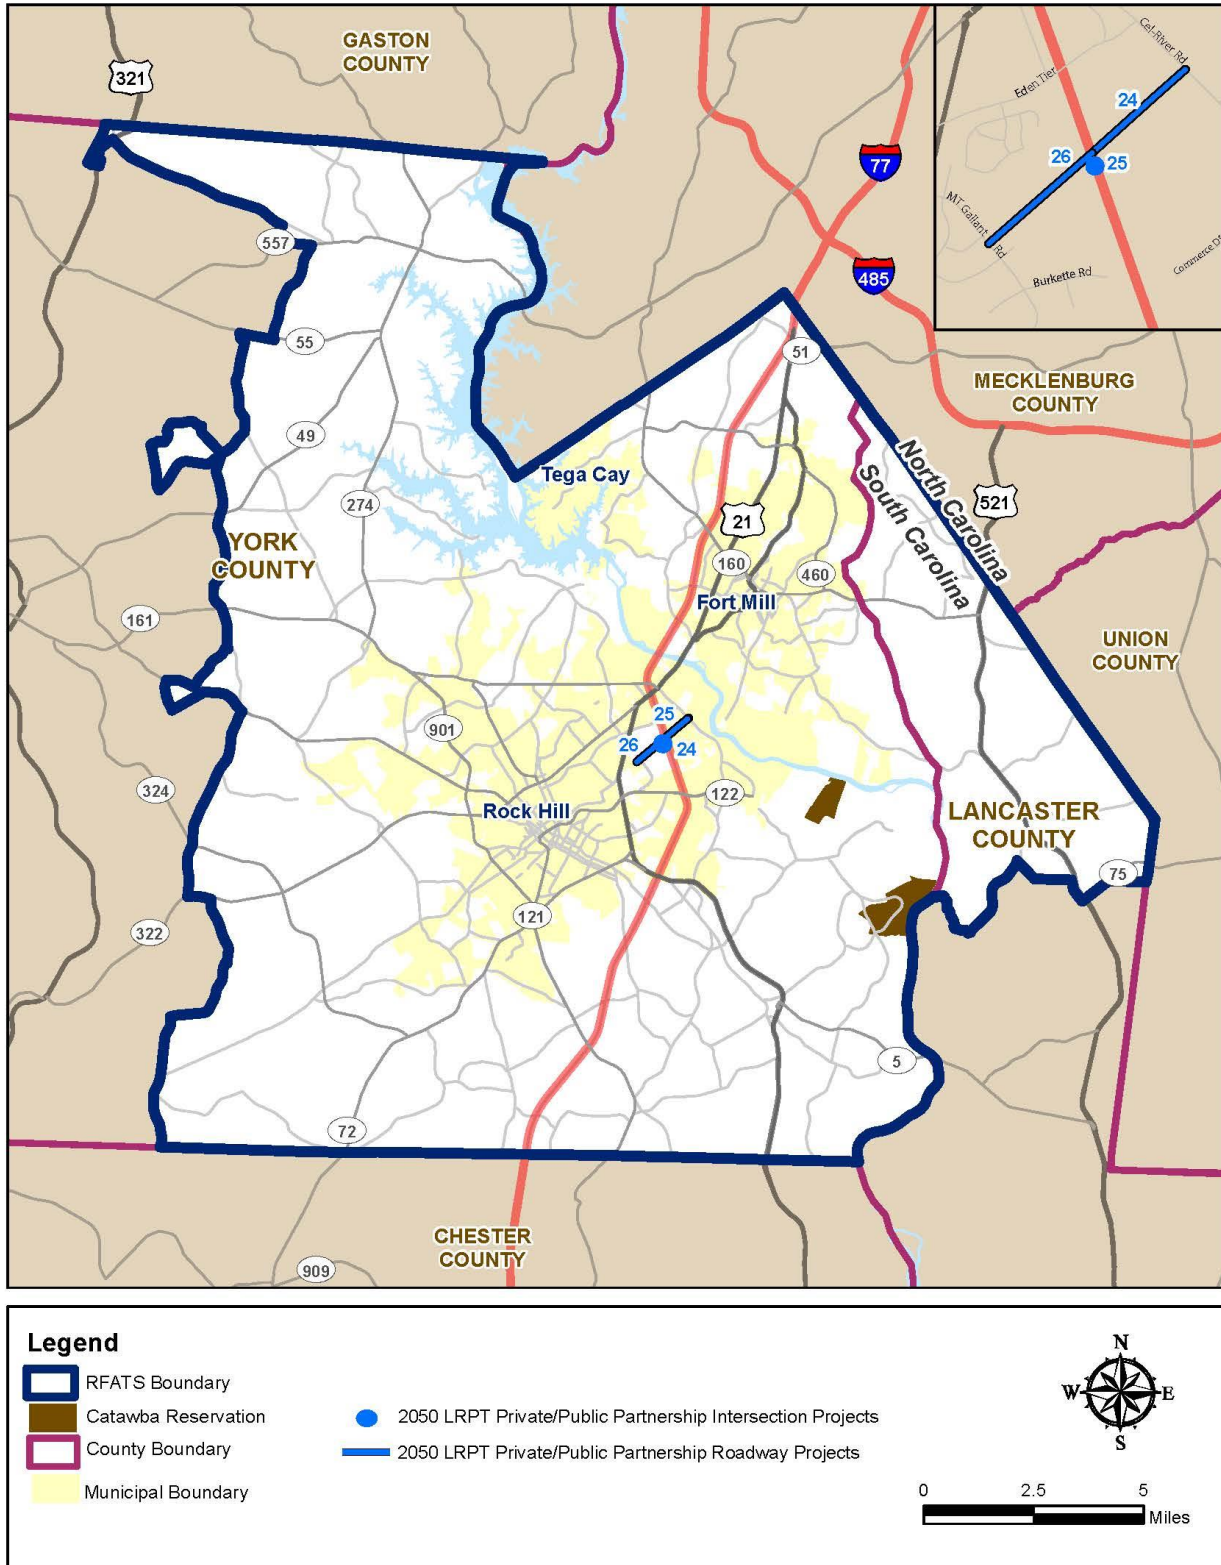 GASTON
COUNTY
321
77
485
Cel-River Rd
Eden Tier
24
26
25
MT Gallant Rd
Burkette Rd
557
55
51
MECKLENBURG
COUNTY
49
Tega Cay
North Carolina
South Carolina
521
274
21
YORK
COUNTY
160
460
Fort Mill
161
UNION
COUNTY
25
26
24
901
324
122
Rock Hill
LANCASTER
COUNTY
75
121
322
5
72
CHESTER
COUNTY
909
Legend
RFATS Boundary
Catawba Reservation
County Boundary
Municipal Boundary
2050 LRPT Private/Public Partnership Intersection Projects
2050 LRPT Private/Public Partnership Roadway Projects
N
W
E
S
0 2.5 5
Miles